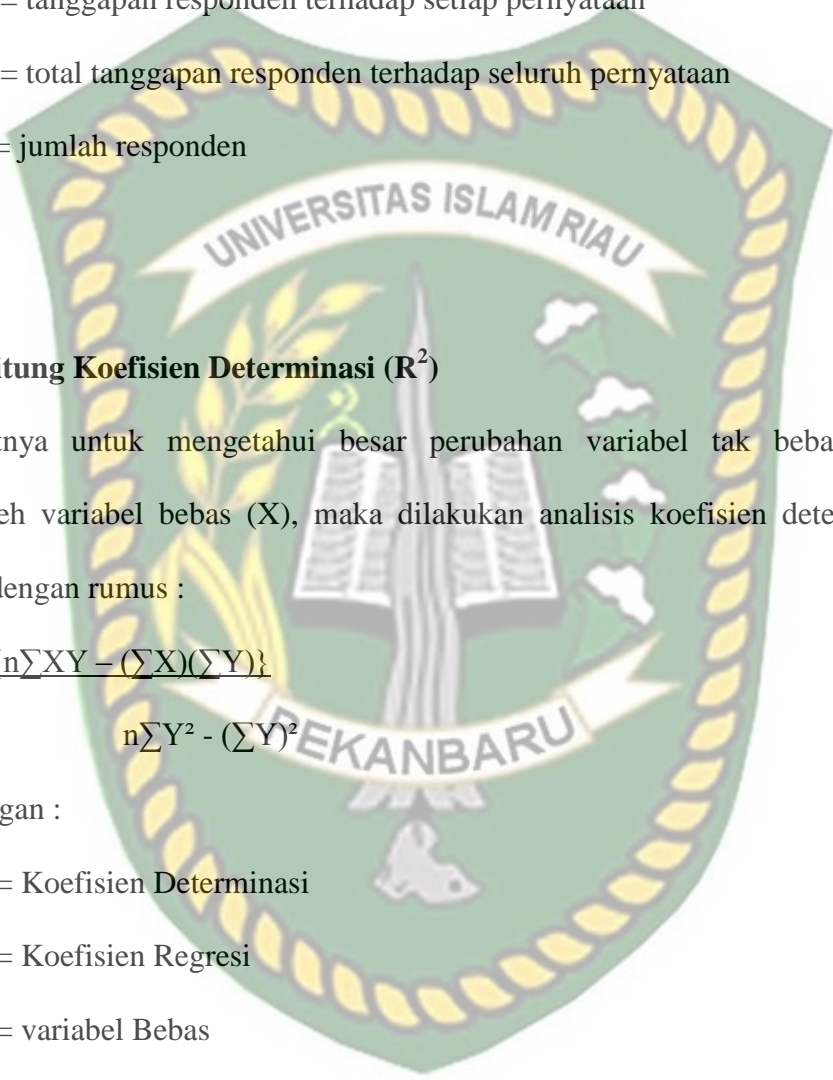 = tanggapan responden terhadap setiap pernyataan
= total tanggapan responden terhadap seluruh pernyataan
= jumlah responden
UNIVERSITAS ISLAM RIAU
itung Koefisien Determinasi (R²)
tnya untuk mengetahui besar perubahan variabel tak beba
eh variabel bebas (X), maka dilakukan analisis koefisien dete
dengan rumus :
{n∑XY – (∑X)(∑Y)}
n∑Y² - (∑Y)²
PEKANBARU
gan :
= Koefisien Determinasi
= Koefisien Regresi
= variabel Bebas